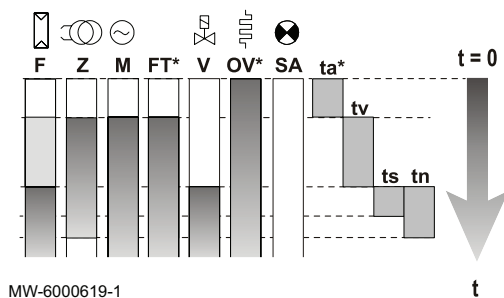 F Z M FT* V OV* SA ta* t = 0
tv
ts tn
MW-6000619-1 t